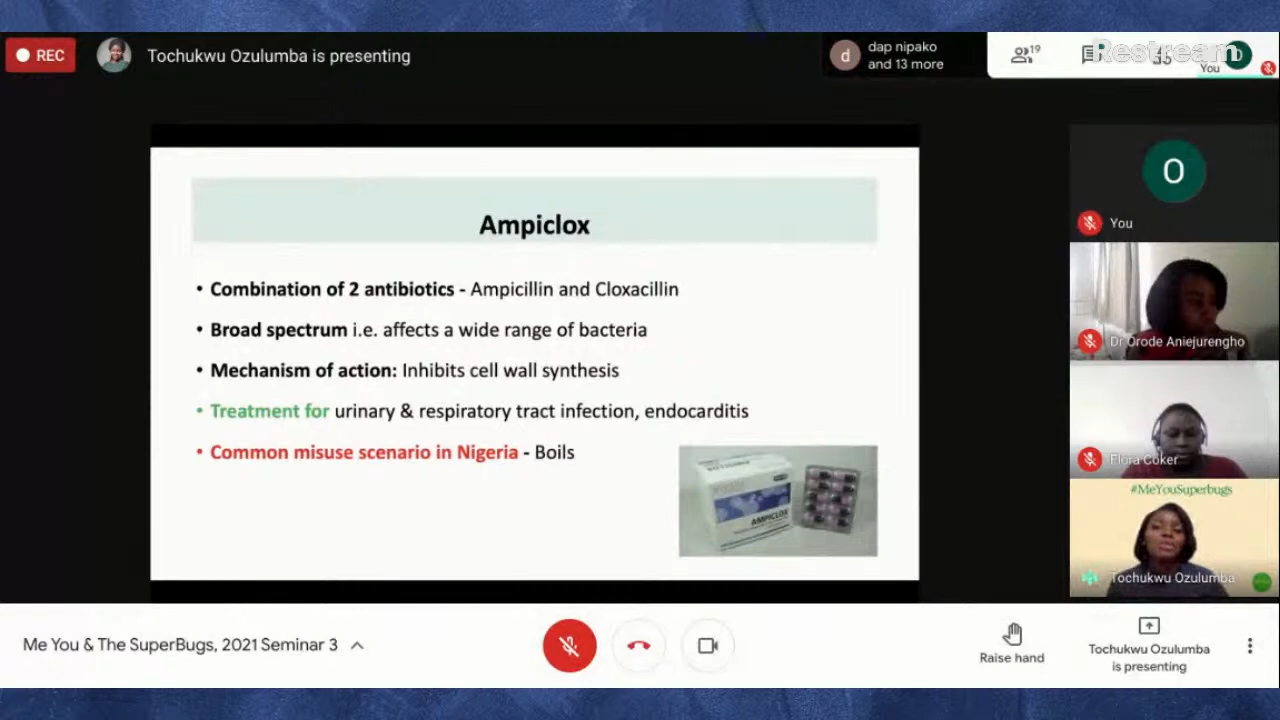 REC
Tochukwu Ozulumba is presenting
d
dap nipako
and 13 more
19
Restream
You
O
You
Dr Orode Aniejurengho
Flora Coker
#MeYouSuperbugs
Tochukwu Ozulumba
Ampiclox
• Combination of 2 antibiotics - Ampicillin and Cloxacillin
• Broad spectrum i.e. affects a wide range of bacteria
• Mechanism of action: Inhibits cell wall synthesis
• Treatment for urinary & respiratory tract infection, endocarditis
• Common misuse scenario in Nigeria - Boils
AMPICLOX
Me You & The SuperBugs, 2021 Seminar 3
Raise hand
Tochukwu Ozulumba
is presenting